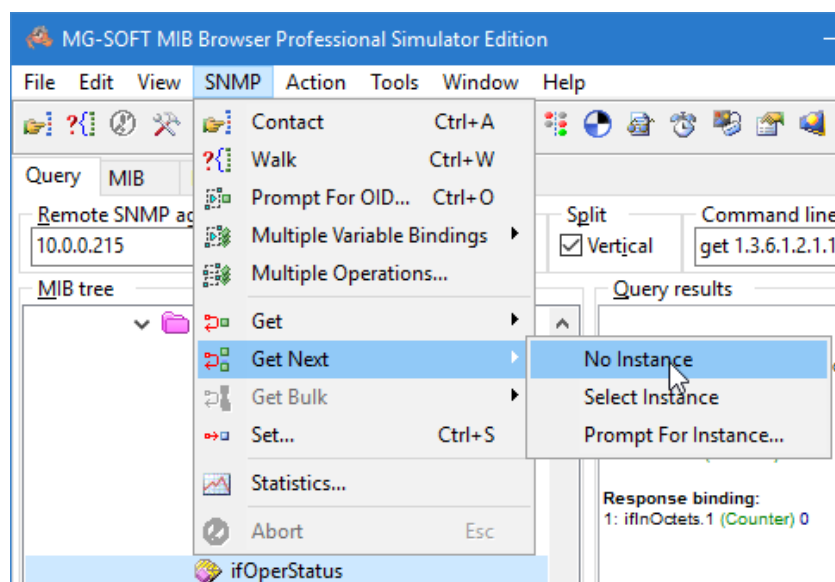 MG-SOFT MIB Browser Professional Simulator Edition
File Edit View SNMP Action Tools Window Help
Contact Ctrl+A
Walk Ctrl+W
Prompt For OID... Ctrl+O
Multiple Variable Bindings
Multiple Operations...
Get
Get Next
Get Bulk
Set... Ctrl+S
Statistics...
Abort Esc
Query MIB
Remote SNMP ag
10.0.0.215
Split
Vertical
Command line
get 1.3.6.1.2.1.1
MIB tree
Query results
No Instance
Select Instance
Prompt For Instance...
Response binding:
1: ifInOctets.1 (Counter) 0
ifOperStatus